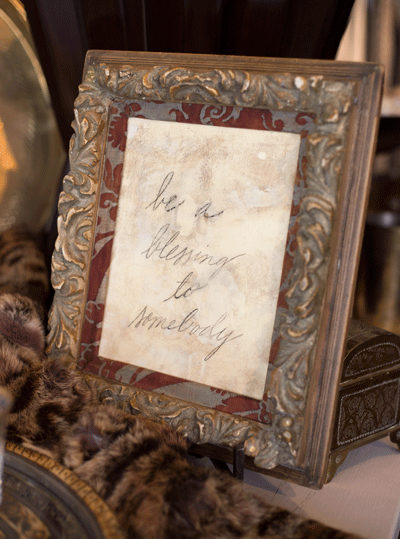 be a
blessing
to
somebody